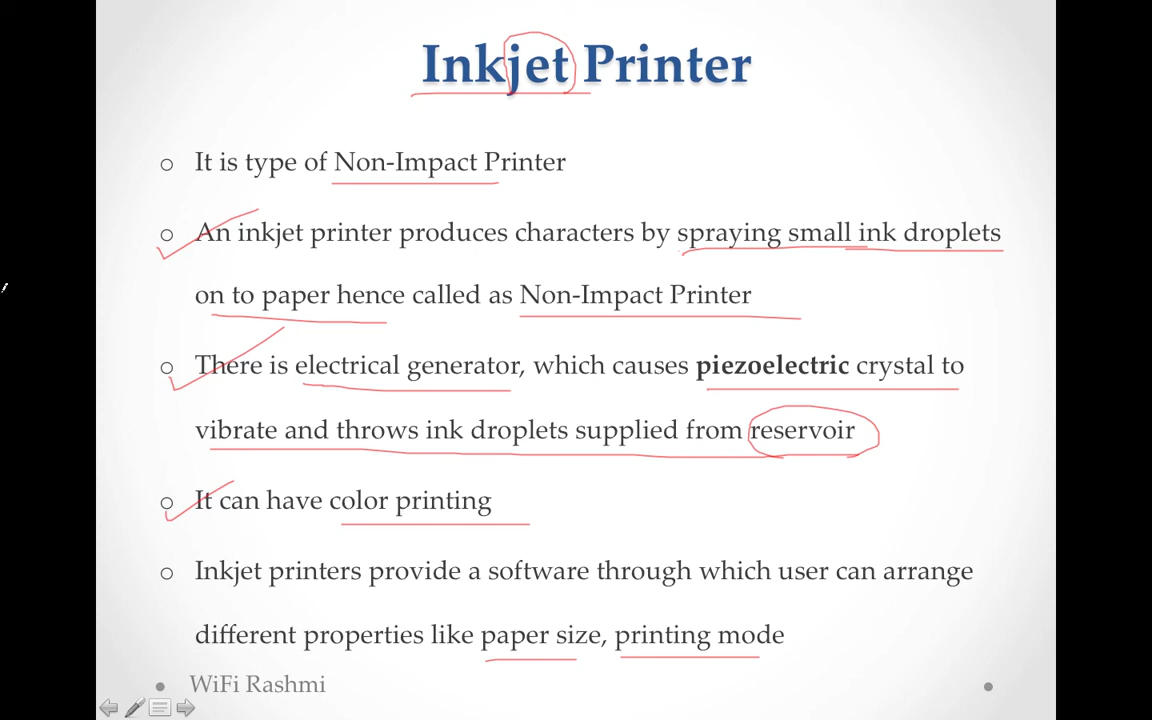 Inkjet Printer
o It is type of Non-Impact Printer
o An inkjet printer produces characters by spraying small ink droplets
on to paper hence called as Non-Impact Printer
o There is electrical generator, which causes piezoelectric crystal to
vibrate and throws ink droplets supplied from reservoir
o It can have color printing
o Inkjet printers provide a software through which user can arrange
different properties like paper size, printing mode
• WiFi Rashmi